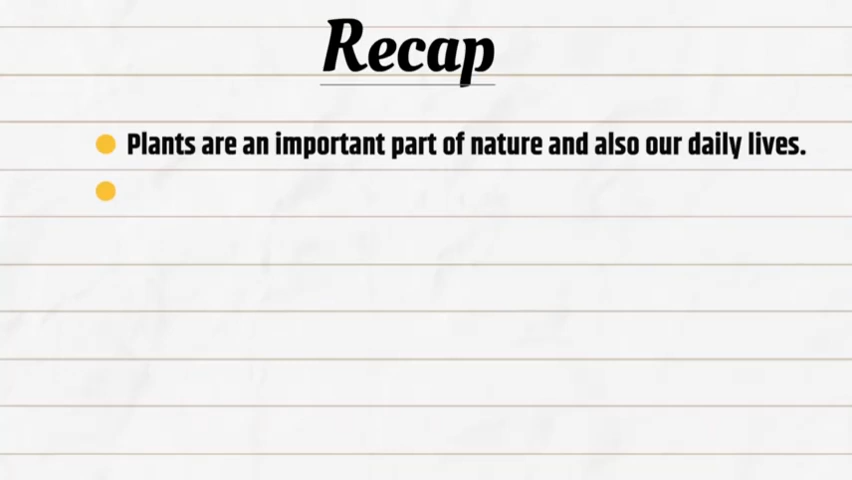 Recap
Plants are an important part of nature and also our daily lives.